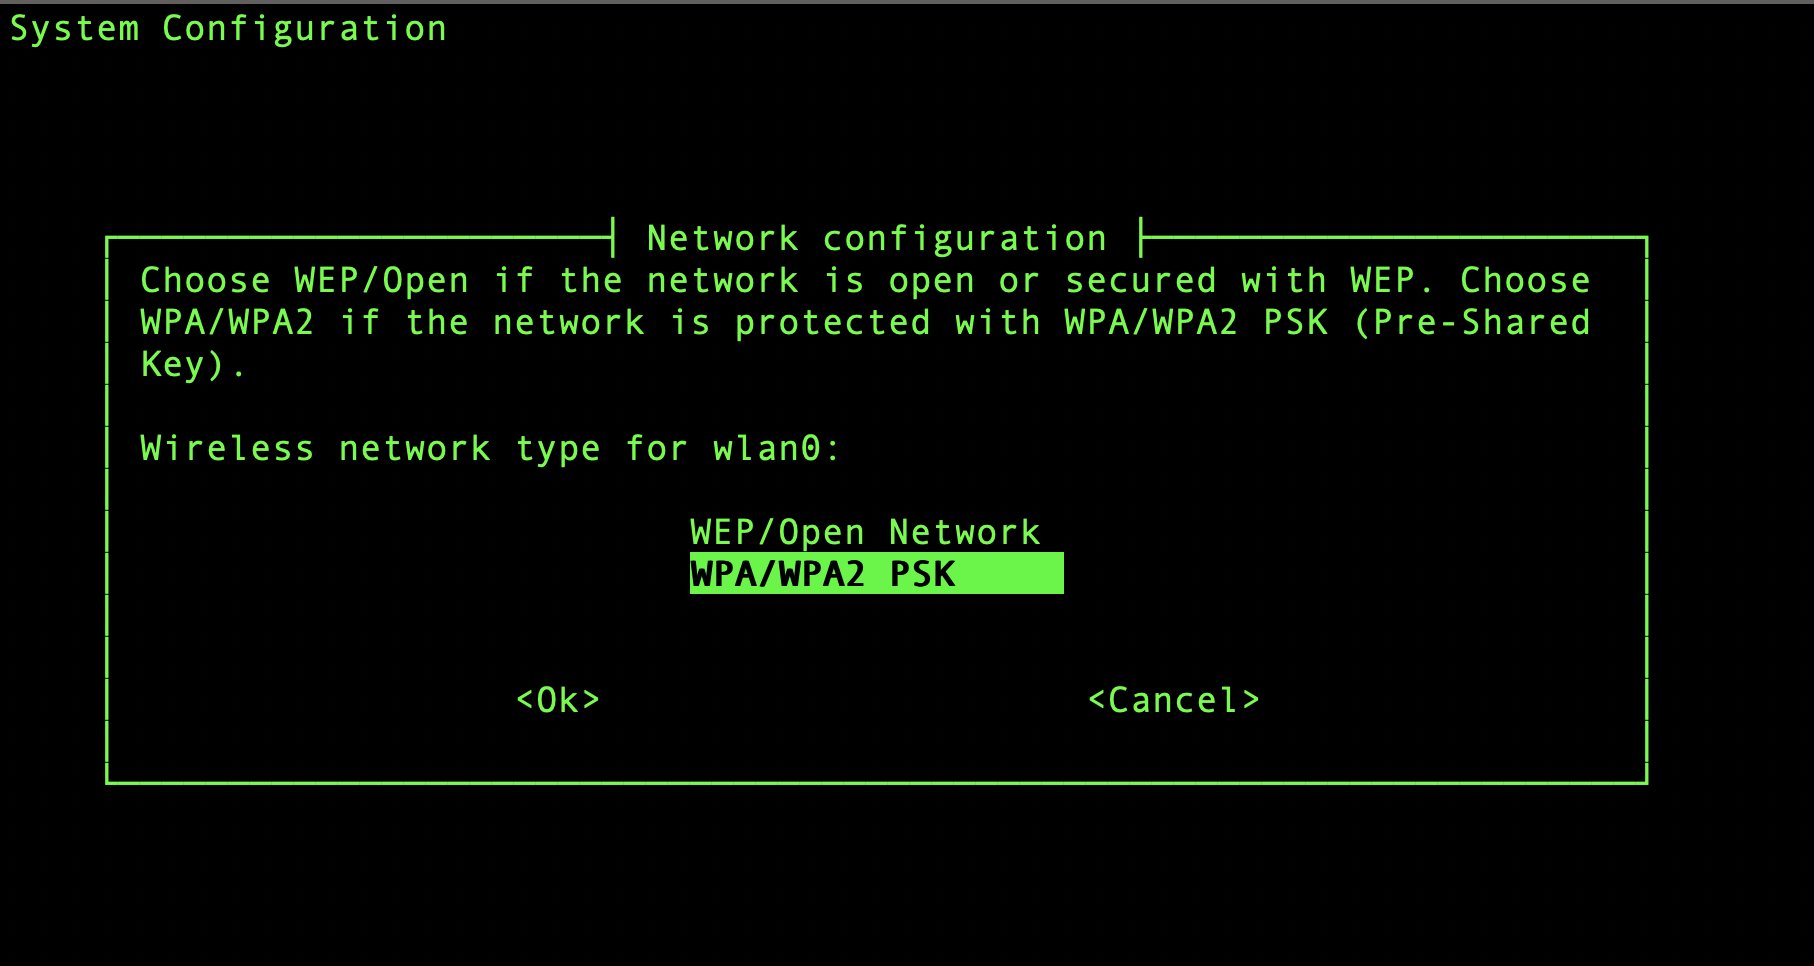 System Configuration
Network configuration
Choose WEP/Open if the network is open or secured with WEP. Choose
WPA/WPA2 if the network is protected with WPA/WPA2 PSK (Pre-Shared
Key).
Wireless network type for wlan0:
WEP/Open Network
WPA/WPA2 PSK
<Ok> <Cancel>